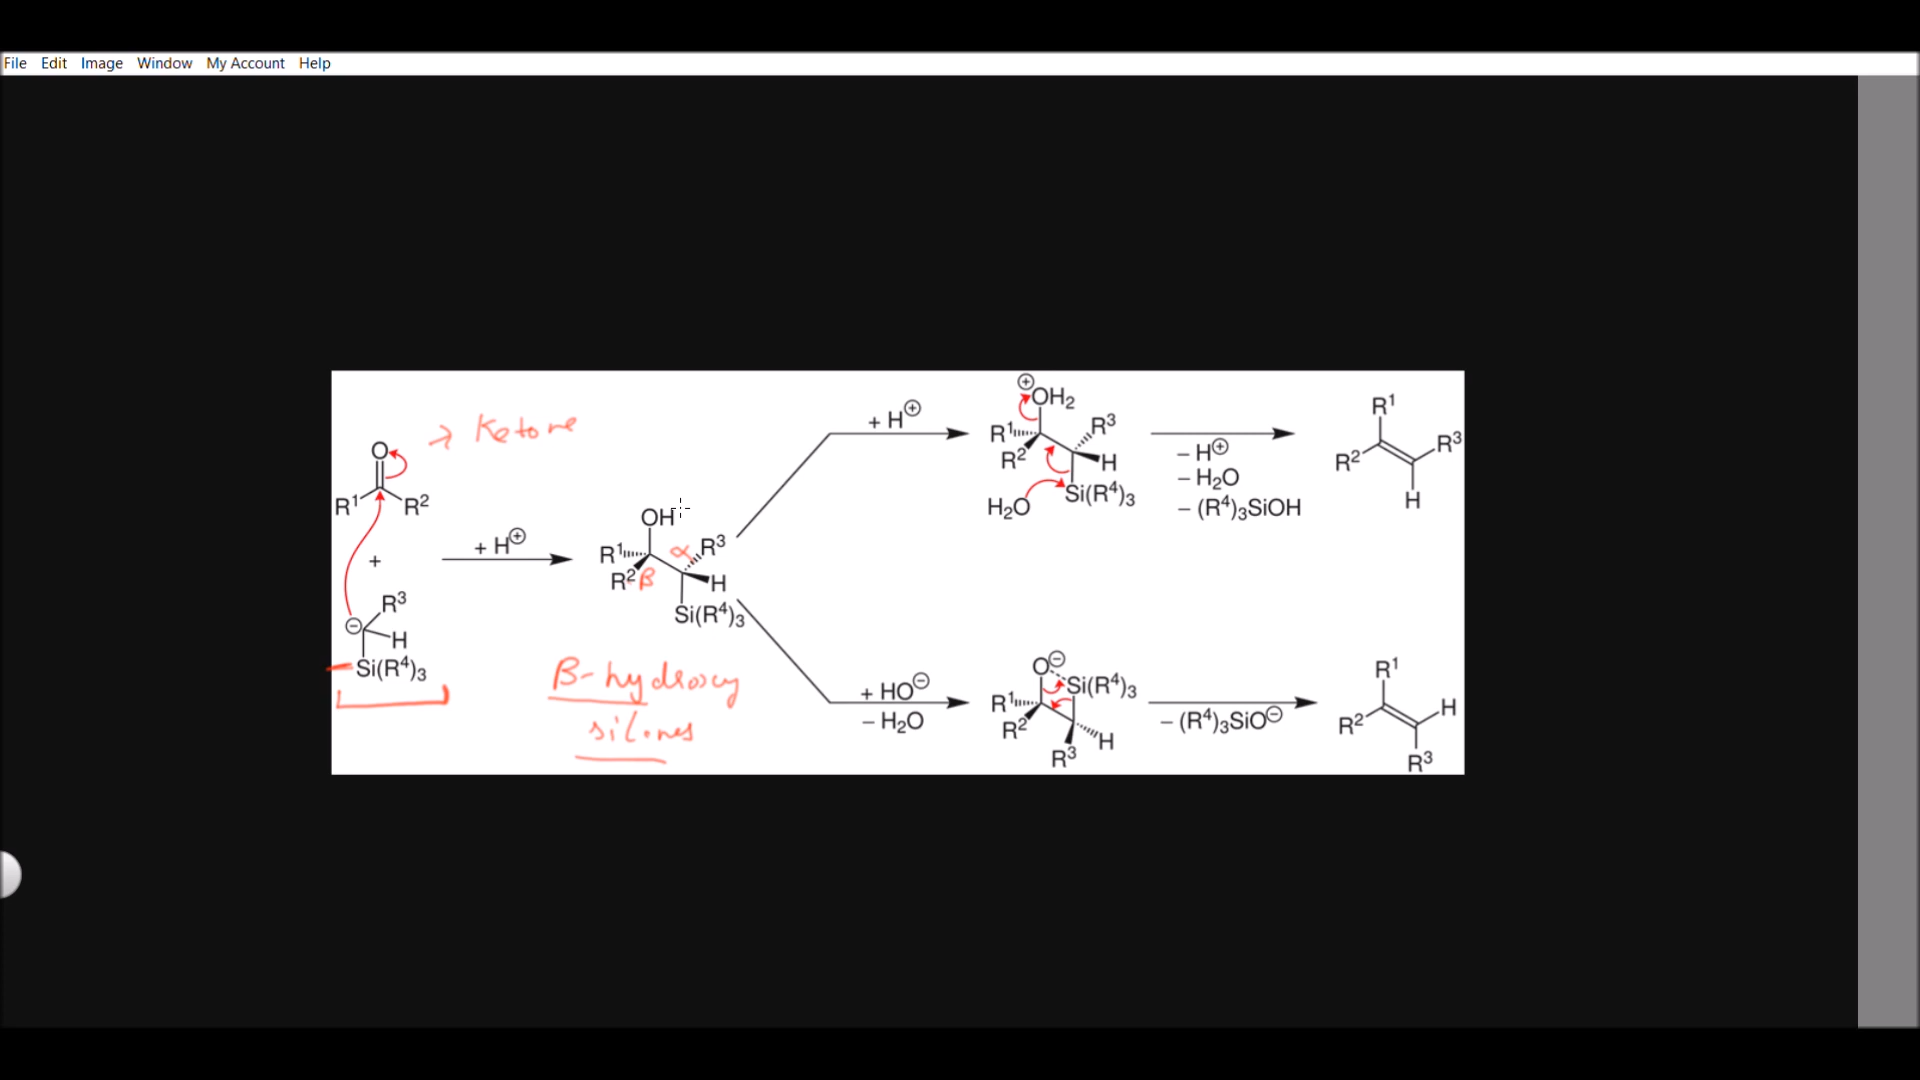 File Edit Image Window My Account Help
O
R¹ R²
→ Ketone
+
⊖
R³
H
Si(R⁴)₃
+ H⊕
OH
R¹
R²
β
α
R³
H
Si(R⁴)₃
β-hydroxy
+ H⊕
⊕
OH₂
R¹
R²
R³
H
Si(R⁴)₃
H₂O
– H⊕
– H₂O
– (R⁴)₃SiOH
R¹
R²
R³
H
+ HO⊖
– H₂O
O⊖
Si(R⁴)₃
R¹
R²
H
R³
– (R⁴)₃SiO⊖
R¹
R²
H
R³